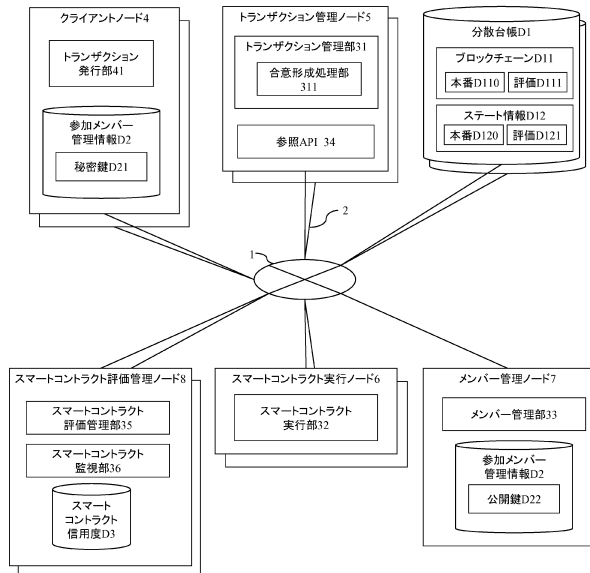 クライアントノード4
トランザクション
発行部41
参加メンバー
管理情報D2
秘密鍵D21
トランザクション管理ノード5
トランザクション管理部31
合意形成処理部
311
参照API 34
分散台帳D1
ブロックチェーンD11
本番D110
評価D111
ステート情報D12
本番D120
評価D121
2
1
スマートコントラクト評価管理ノード8
スマートコントラクト
評価管理部35
スマートコントラクト
監視部36
スマート
コントラクト
信用度D3
スマートコントラクト実行ノード6
スマートコントラクト
実行部32
メンバー管理ノード7
メンバー管理部33
参加メンバー
管理情報D2
公開鍵D22